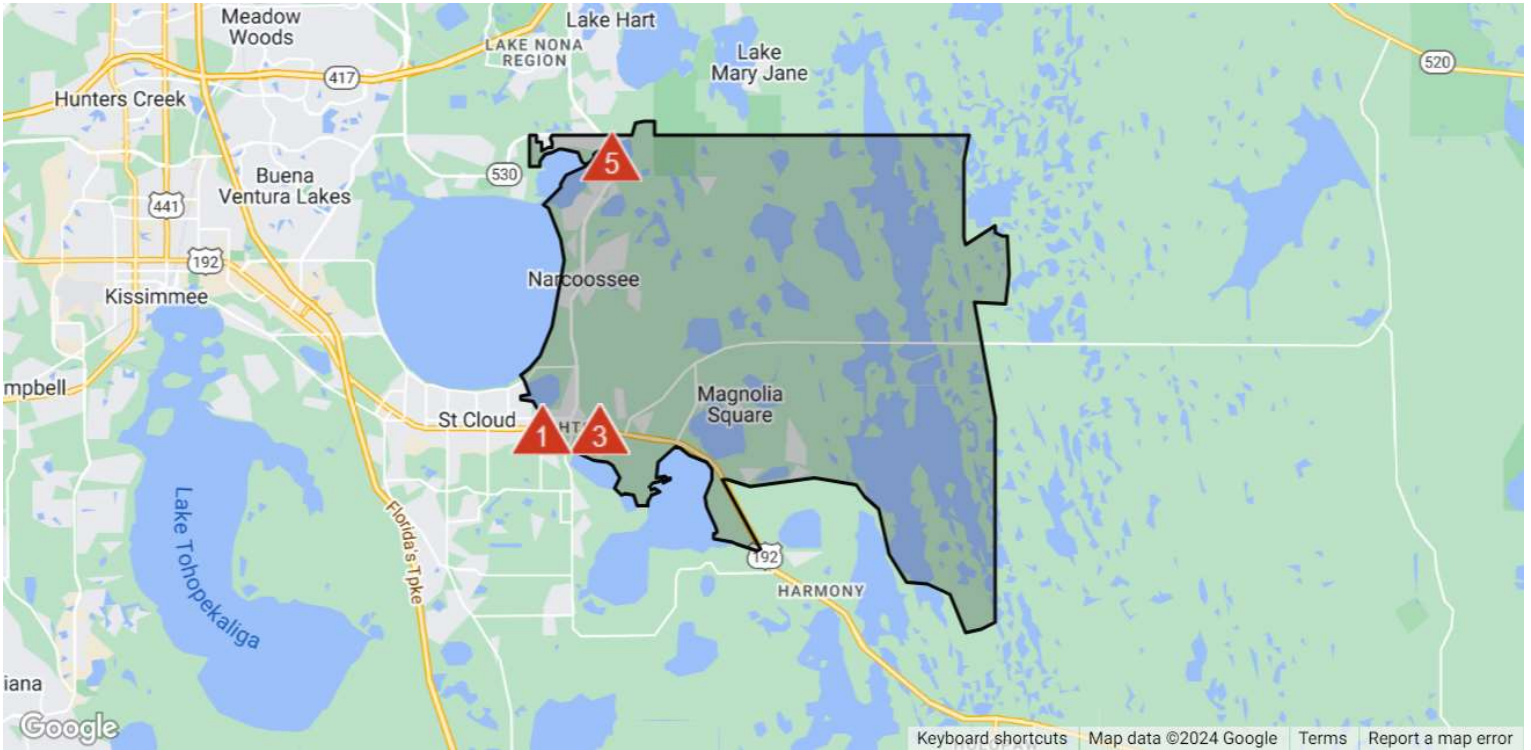 Meadow
Woods
Lake Hart
LAKE NONA
REGION
Lake
Mary Jane
520
417
Hunters Creek
530
5
Buena
Ventura Lakes
441
192
Narcoossee
Kissimmee
mpbell
Magnolia
Square
St Cloud
1
HT
3
Lake Tohopekaliga
Florida's Tpke
192
HARMONY
iana
Google
Keyboard shortcuts
Map data ©2024 Google
Terms
Report a map error